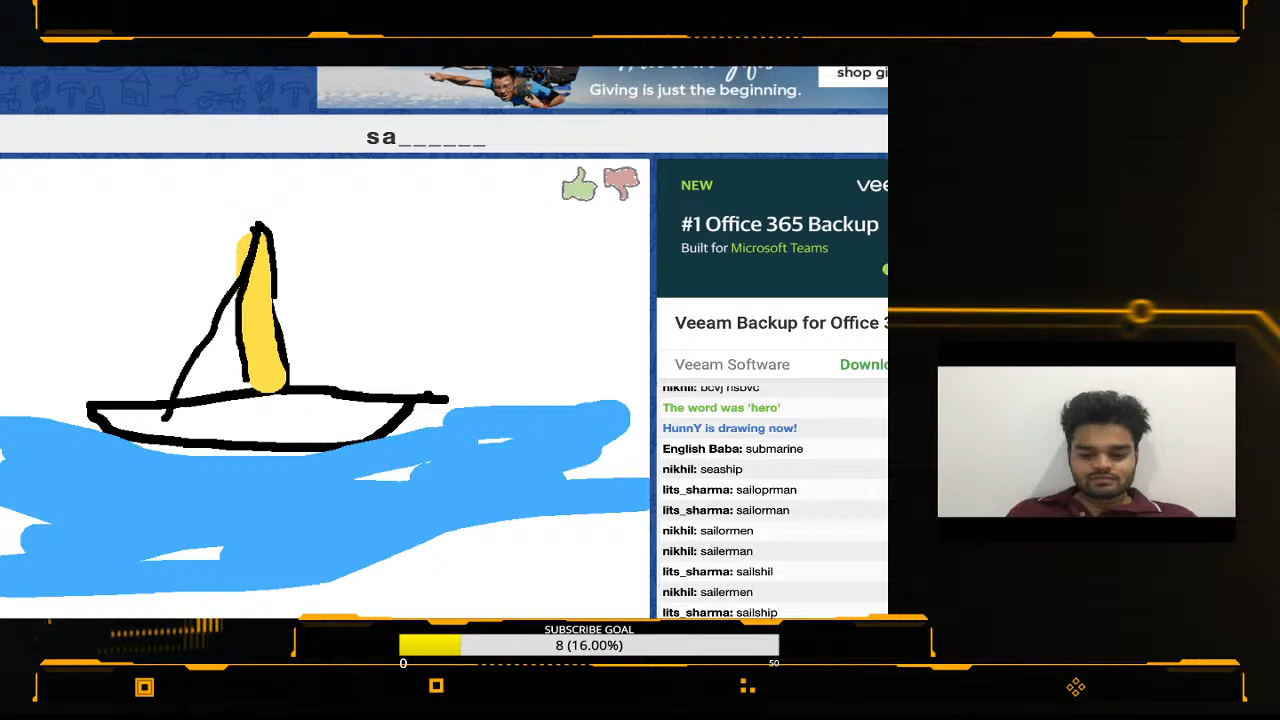 Giving is just the beginning.
shop gi
sa______
NEW
vee
#1 Office 365 Backup
Built for Microsoft Teams
Veeam Backup for Office 3
Veeam Software
Downlo
The word was 'hero'
HunnY is drawing now!
English Baba: submarine
nikhil: seaship
lits_sharma: sailoprman
lits_sharma: sailorman
nikhil: sailormen
nikhil: sailerman
lits_sharma: sailshil
nikhil: sailermen
lits_sharma: sailship
SUBSCRIBE GOAL
8 (16.00%)
0
50